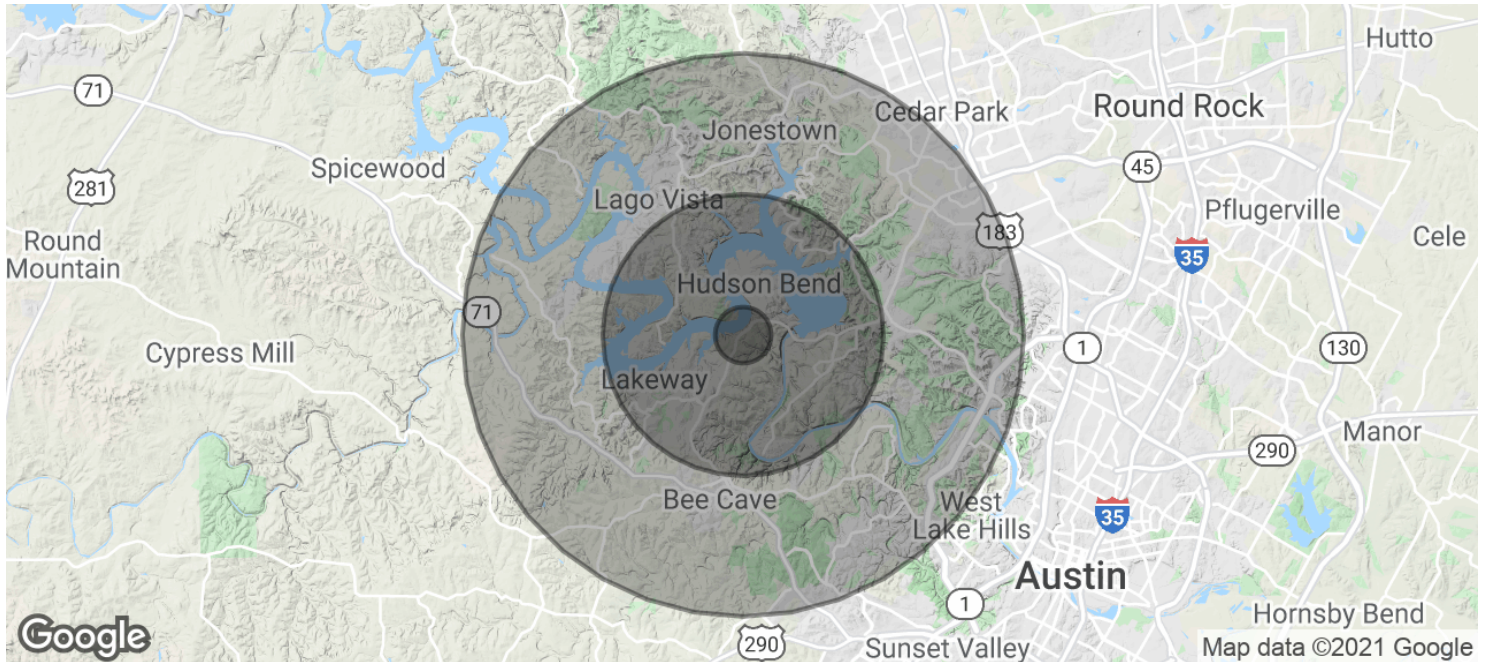 Hutto
71
Round Rock
Cedar Park
Jonestown
45
Spicewood
281
Lago Vista
Pflugerville
183
Cele
Round
Mountain
35
Hudson Bend
71
Cypress Mill
1
130
Lakeway
Manor
290
Bee Cave
West
Lake Hills
35
Austin
1
Hornsby Bend
Google
290
Sunset Valley
Map data ©2021 Google